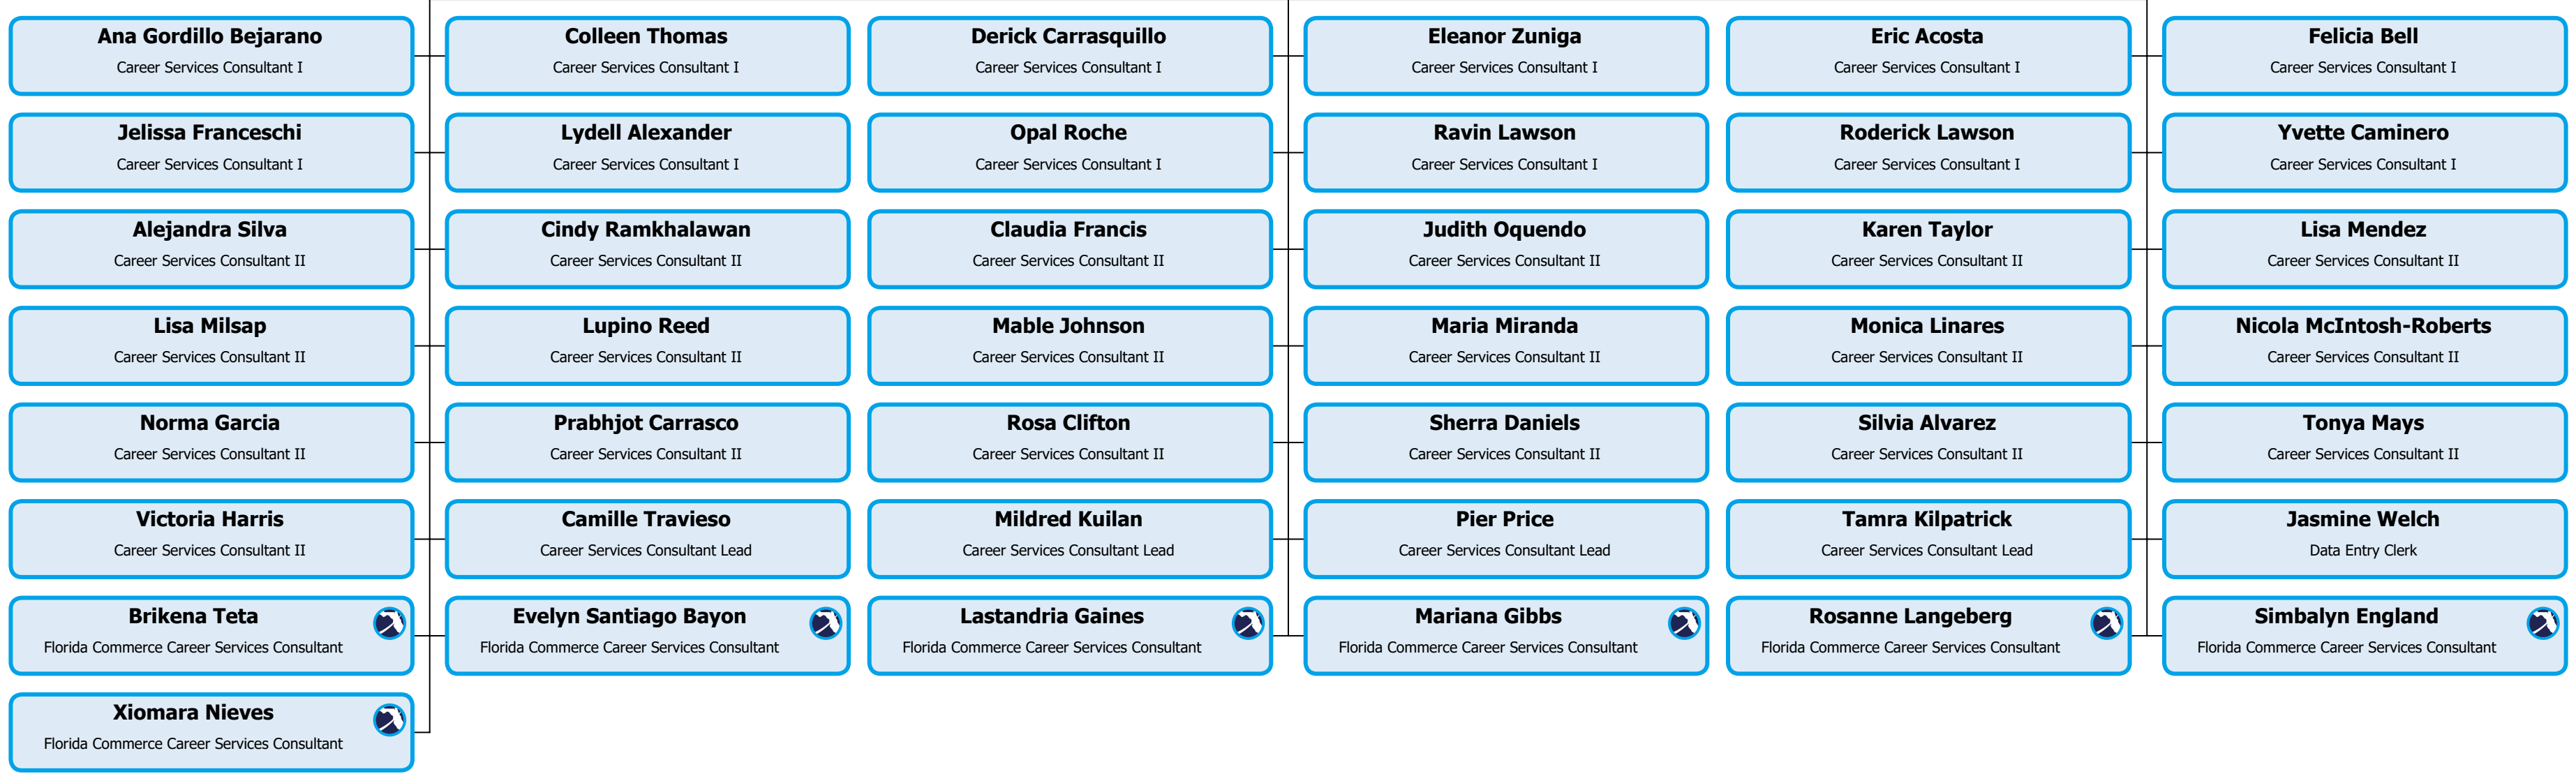 Ana Gordillo Bejarano
Career Services Consultant I
Colleen Thomas
Career Services Consultant I
Derick Carrasquillo
Career Services Consultant I
Eleanor Zuniga
Career Services Consultant I
Eric Acosta
Career Services Consultant I
Felicia Bell
Career Services Consultant I
Jelissa Franceschi
Career Services Consultant I
Lydell Alexander
Career Services Consultant I
Opal Roche
Career Services Consultant I
Ravin Lawson
Career Services Consultant I
Roderick Lawson
Career Services Consultant I
Yvette Caminero
Career Services Consultant I
Alejandra Silva
Career Services Consultant II
Cindy Ramkhalawan
Career Services Consultant II
Claudia Francis
Career Services Consultant II
Judith Oquendo
Career Services Consultant II
Karen Taylor
Career Services Consultant II
Lisa Mendez
Career Services Consultant II
Lisa Milsap
Career Services Consultant II
Lupino Reed
Career Services Consultant II
Mable Johnson
Career Services Consultant II
Maria Miranda
Career Services Consultant II
Monica Linares
Career Services Consultant II
Nicola McIntosh-Roberts
Career Services Consultant II
Norma Garcia
Career Services Consultant II
Prabhjot Carrasco
Career Services Consultant II
Rosa Clifton
Career Services Consultant II
Sherra Daniels
Career Services Consultant II
Silvia Alvarez
Career Services Consultant II
Tonya Mays
Career Services Consultant II
Victoria Harris
Career Services Consultant II
Camille Travieso
Career Services Consultant Lead
Mildred Kuilan
Career Services Consultant Lead
Pier Price
Career Services Consultant Lead
Tamra Kilpatrick
Career Services Consultant Lead
Jasmine Welch
Data Entry Clerk
Brikena Teta
Florida Commerce Career Services Consultant
Evelyn Santiago Bayon
Florida Commerce Career Services Consultant
Lastandria Gaines
Florida Commerce Career Services Consultant
Mariana Gibbs
Florida Commerce Career Services Consultant
Rosanne Langeberg
Florida Commerce Career Services Consultant
Simbalyn England
Florida Commerce Career Services Consultant
Xiomara Nieves
Florida Commerce Career Services Consultant